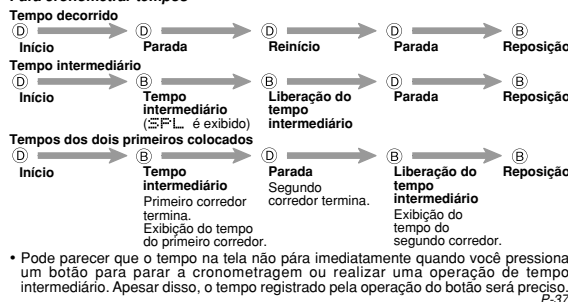 Para cronometrar tempos
Tempo decorrido
D D D D B
Início Parada Reinício Parada Reposição
Tempo intermediário
D B B D B
Início Tempo Liberação do Parada Reposição
intermediário tempo
(SPL é exibido) intermediário
Tempos dos dois primeiros colocados
D B D B B
Início Tempo Parada Liberação do Reposição
intermediário Segundo tempo
Primeiro corredor corredor termina. intermediário
termina. Exibição do
Exibição do tempo tempo do
do primeiro corredor. segundo corredor.
• Pode parecer que o tempo na tela não pára imediatamente quando você pressiona
um botão para parar a cronometragem ou realizar uma operação de tempo
intermediário. Apesar disso, o tempo registrado pela operação do botão será preciso.
P-37